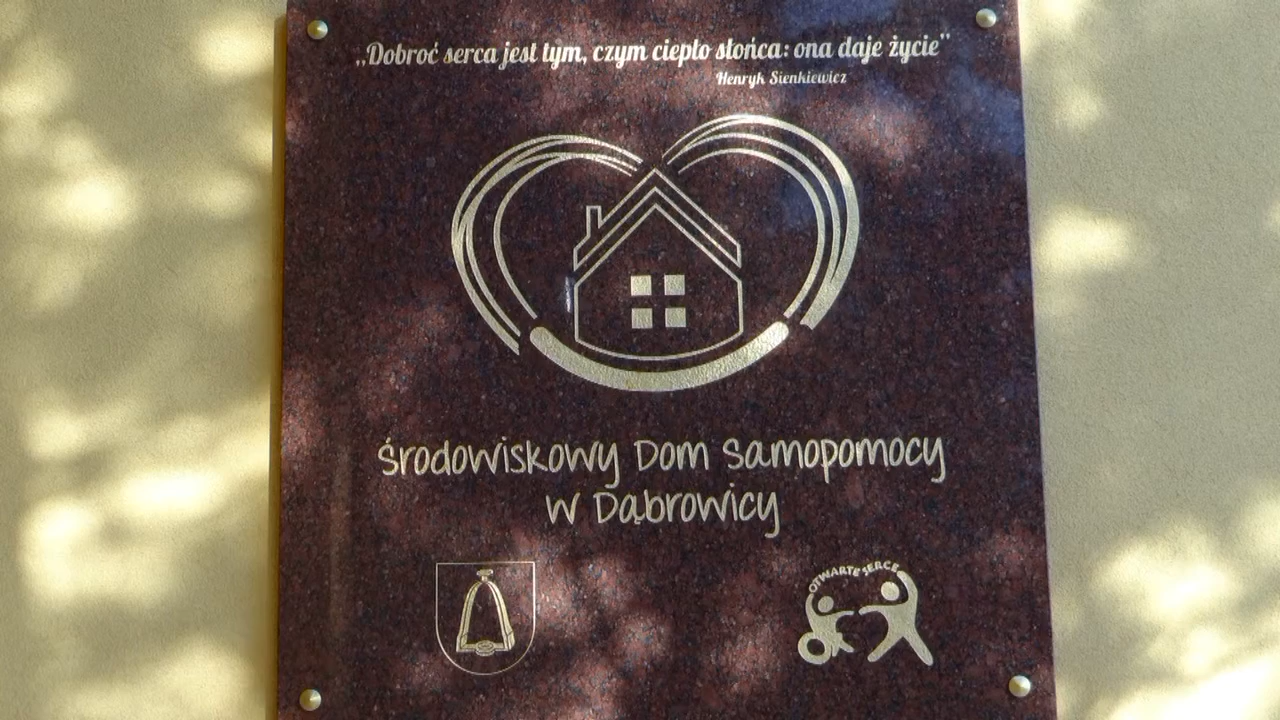 „Dobroć serca jest tym, czym ciepło słońca: ona daje życie"
Henryk Sienkiewicz
Środowiskowy Dom Samopomocy
w Dąbrowicy
OTWARTE SERCE